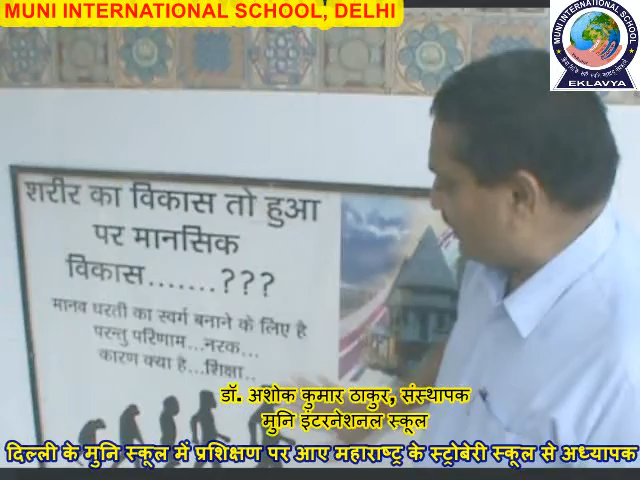 MUNI INTERNATIONAL SCHOOL, DELHI
MUNI INTERNATIONAL SCHOOL
EKLAVYA
शरीर का विकास तो हुआ
पर मानसिक
विकास.......???
मानव धरती का स्वर्ग बनाने के लिए है
परन्तु परिणाम...नरक...
कारण क्या है...शिक्षा..
डॉ. अशोक कुमार ठाकुर, संस्थापक
मुनि इंटरनेशनल स्कूल
दिल्ली के मुनि स्कूल में प्रशिक्षण पर आए महाराष्ट्र के स्ट्रोबेरी स्कूल से अध्यापक